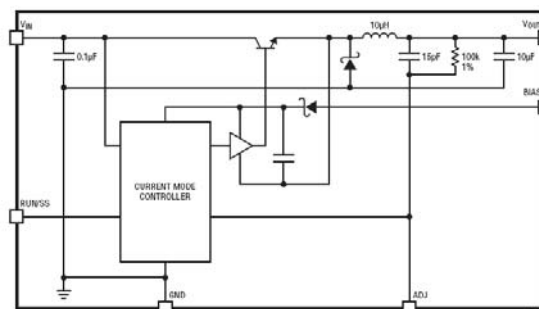 VIN
VOUT
10µH
0.1µF
15pF
100k
1%
10µF
BIAS
CURRENT MODE
CONTROLLER
RUN/SS
GND
ADJ